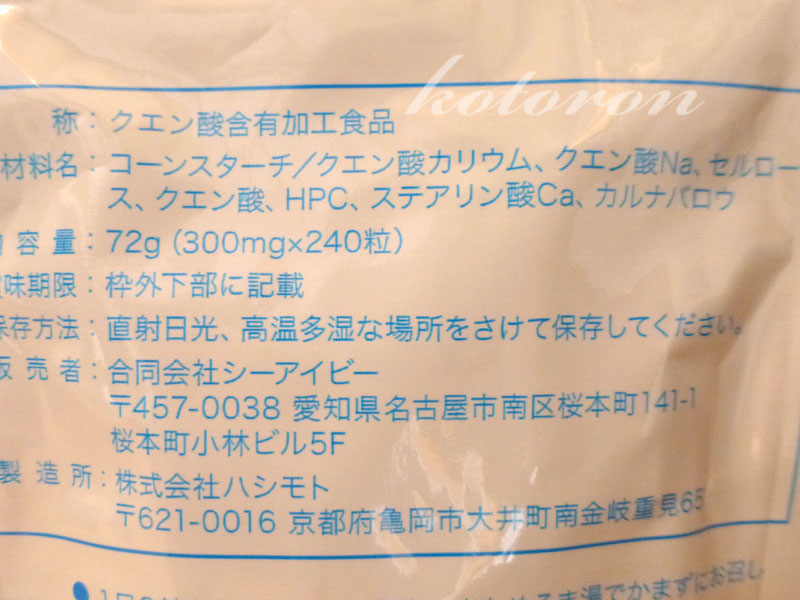 kotoron
称：クエン酸含有加工食品
材料名：コーンスターチ/クエン酸カリウム、クエン酸Na、セルロー
ス、クエン酸、HPC、ステアリン酸Ca、カルナバロウ
内容量：72g（300mg×240粒）
味期限：枠外下部に記載
保存方法：直射日光、高温多湿な場所をさけて保存してください。
販売者：合同会社シーアイビー
〒457-0038 愛知県名古屋市南区桜本町141-1
桜本町小林ビル5F
製造所：株式会社ハシモト
〒621-0016 京都府亀岡市大井町南金岐重見65
●1日8粒 ま湯でかまずにお召し